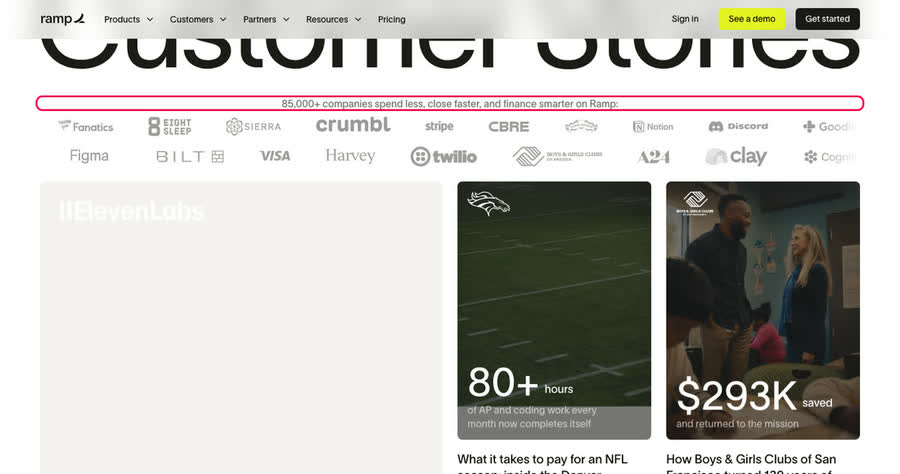 ramp Products Customers Partners Resources Pricing Sign in See a demo Get started
Customer Stories
85,000+ companies spend less, close faster, and finance smarter on Ramp:
Fanatics EIGHT SLEEP SIERRA crumbl stripe CBRE Notion Discord
Figma BILT VISA Harvey twilio BOYS & GIRLS CLUBS OF AMERICA A24 clay
IIElevenLabs
BOYS & GIRLS CLUBS
80+ hours
of AP and coding work every
month now completes itself
$293K saved
and returned to the mission
What it takes to pay for an NFL
How Boys & Girls Clubs of San